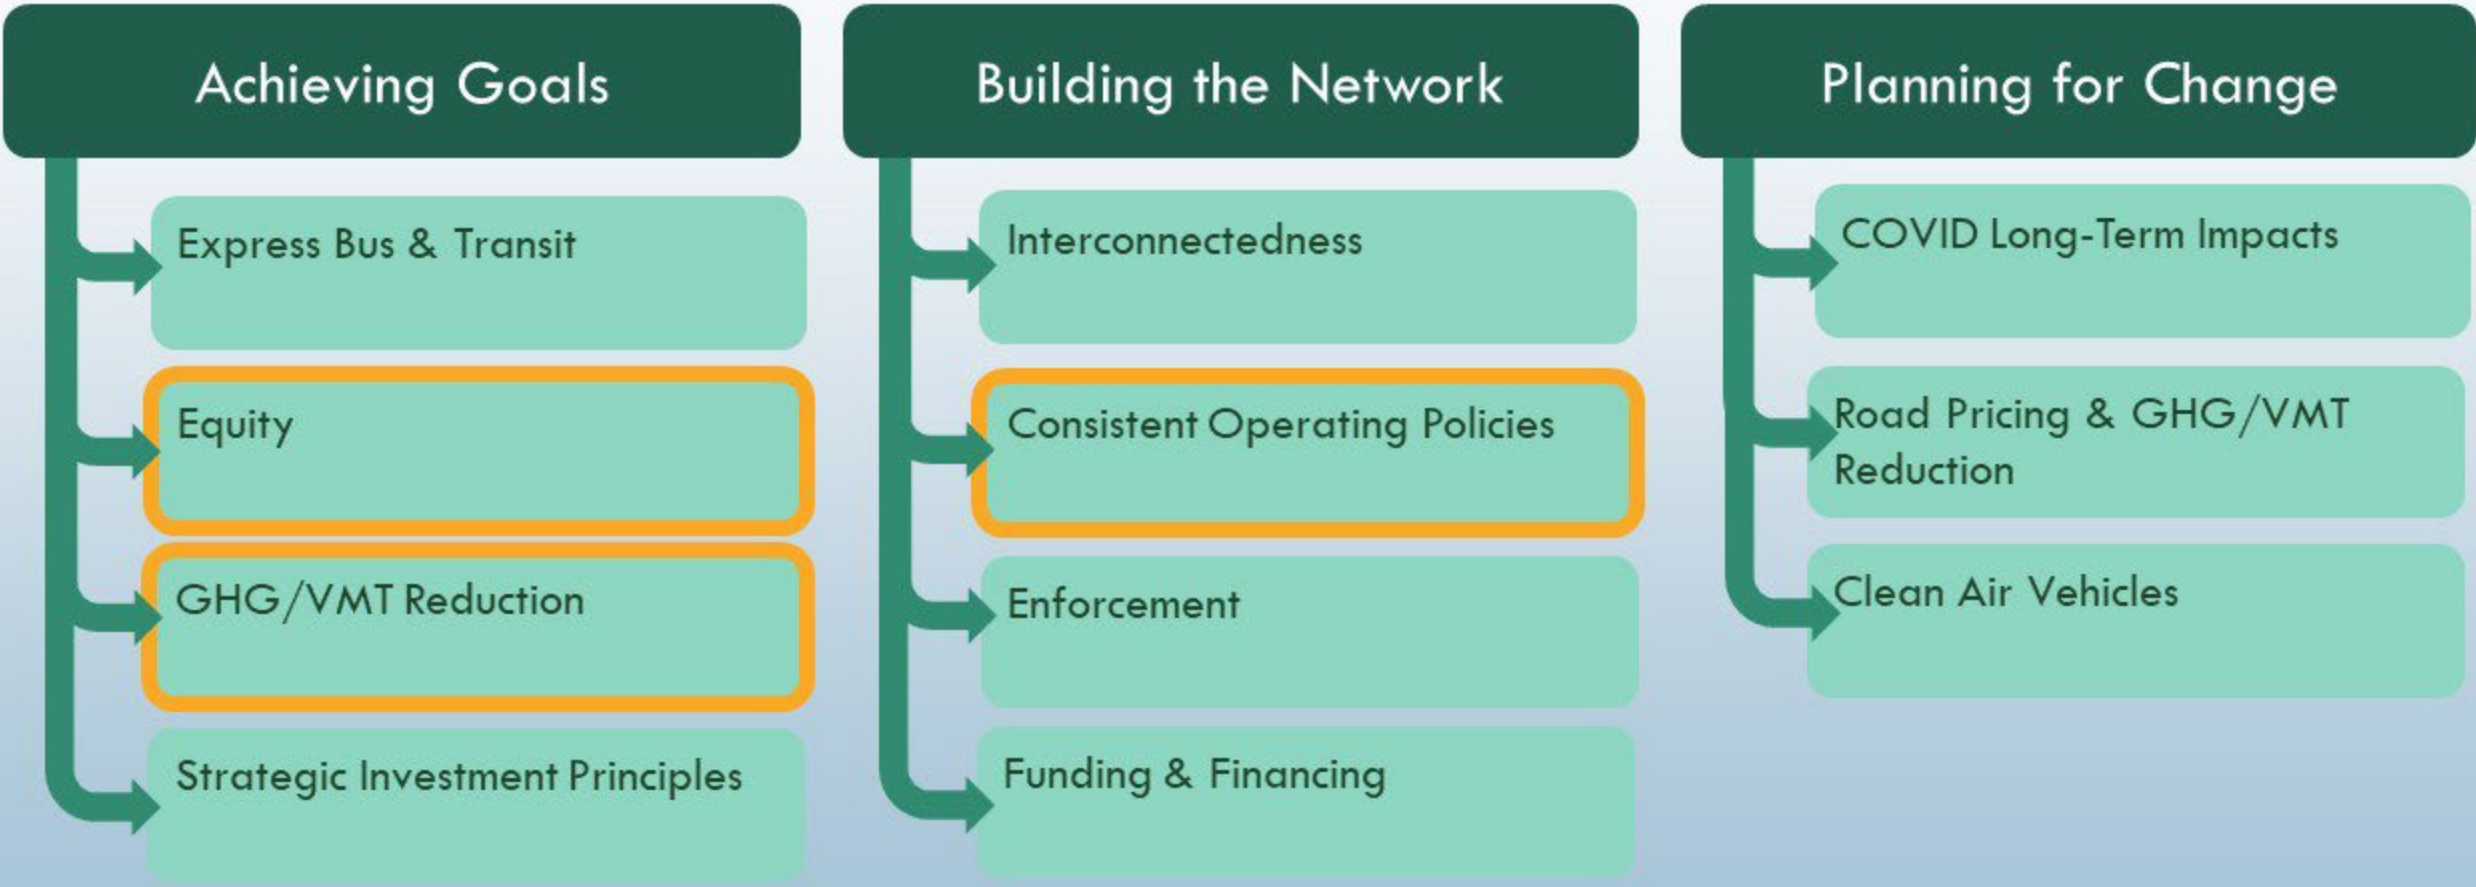 Achieving Goals
Express Bus & Transit
Equity
GHG/VMT Reduction
Strategic Investment Principles
Building the Network
Interconnectedness
Consistent Operating Policies
Enforcement
Funding & Financing
Planning for Change
COVID Long-Term Impacts
Road Pricing & GHG/VMT
Reduction
Clean Air Vehicles